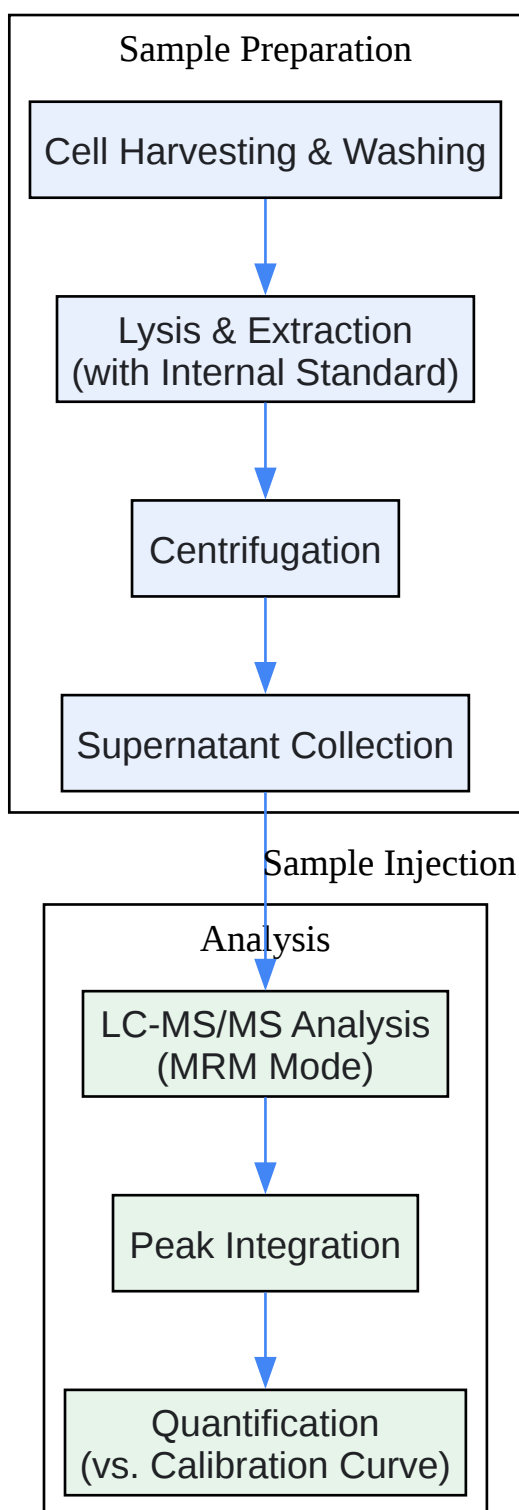 Sample Preparation
Cell Harvesting & Washing
Lysis & Extraction
(with Internal Standard)
Centrifugation
Supernatant Collection
Sample Injection
Analysis
LC-MS/MS Analysis
(MRM Mode)
Peak Integration
Quantification
(vs. Calibration Curve)